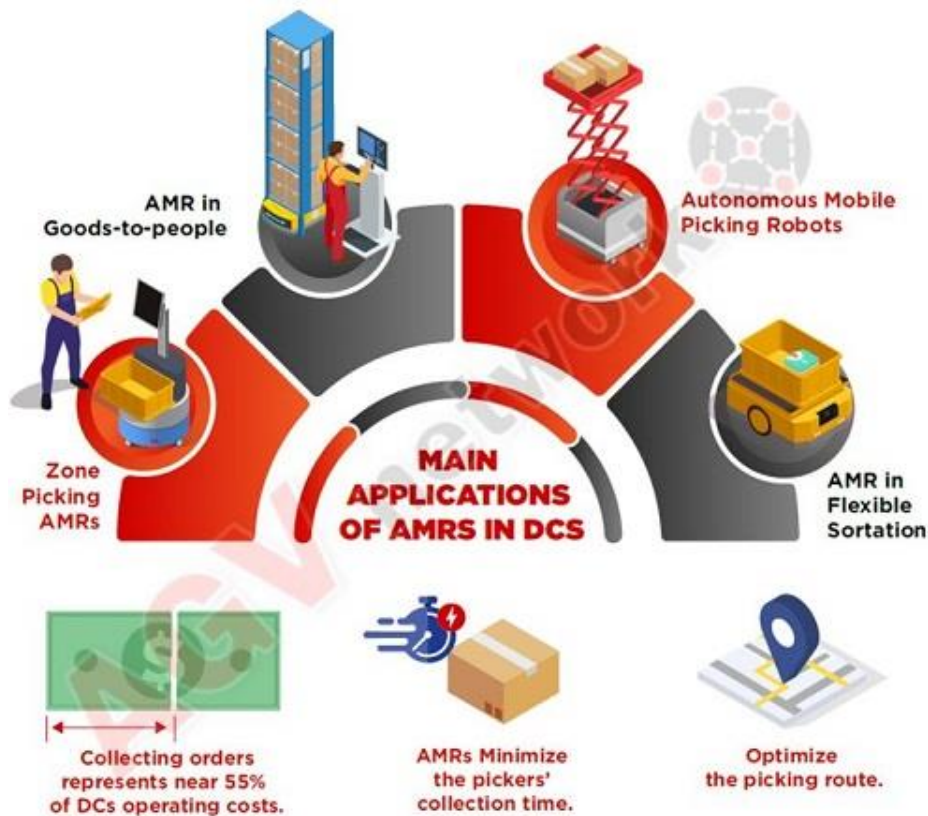 AMR in
Goods-to-people
Autonomous Mobile
Picking Robots
Zone
Picking
AMRs
AMR in
Flexible
Sortation
MAIN
APPLICATIONS
OF AMRS IN DCS
AGV network
$
Collecting orders
represents near 55%
of DCs operating costs.
AMRs Minimize
the pickers'
collection time.
Optimize
the picking route.